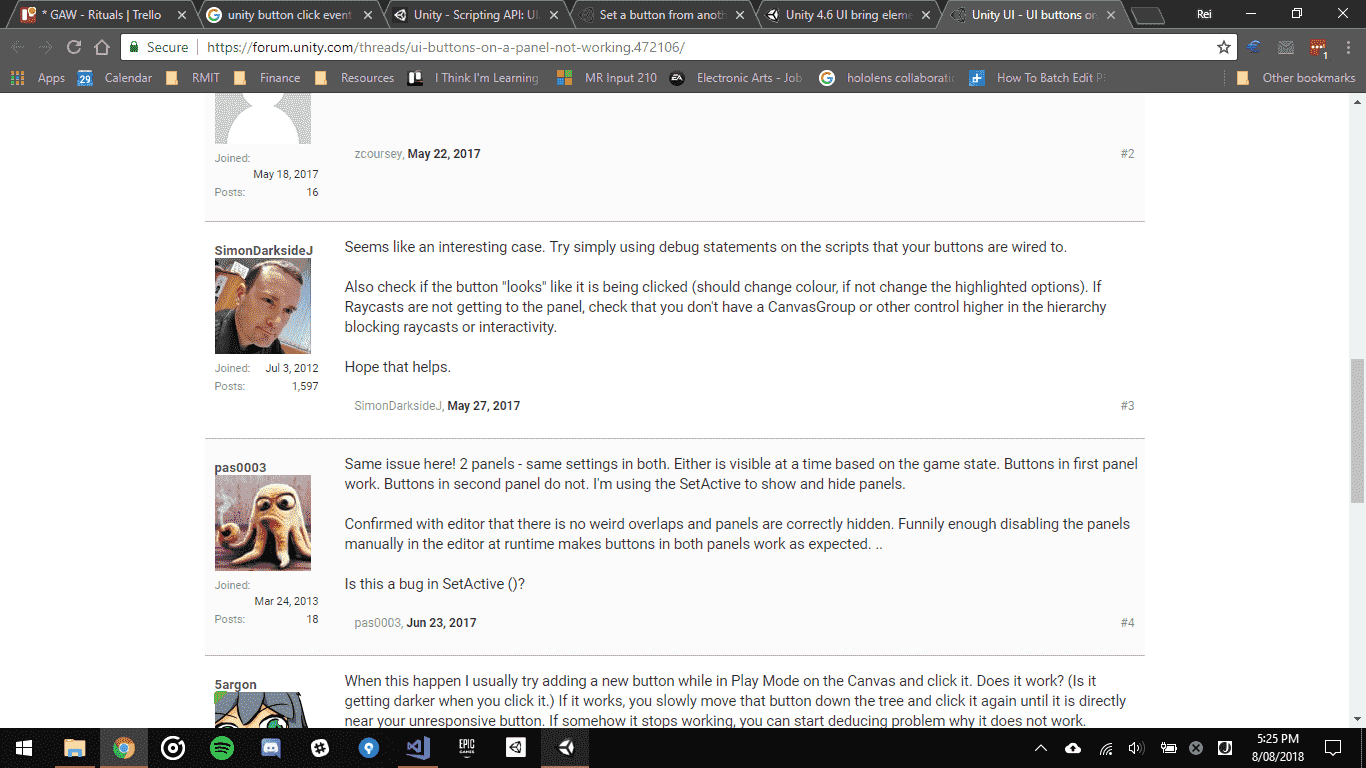 * GAW - Rituals | Trello
unity button click event
Unity - Scripting API: UI
Set a button from anoth
Unity 4.6 UI bring eleme
Unity UI - UI buttons on
Rei
Secure
https://forum.unity.com/threads/ui-buttons-on-a-panel-not-working.472106/
Apps
29
Calendar
RMIT
Finance
Resources
I Think I'm Learning
MR Input 210
Electronic Arts - Job
hololens collaboratic
How To Batch Edit P
Other bookmarks
Joined:
May 18, 2017
Posts: 16
zcoursey, May 22, 2017
#2
SimonDarksideJ
Joined: Jul 3, 2012
Posts: 1,597
Seems like an interesting case. Try simply using debug statements on the scripts that your buttons are wired to.
Also check if the button "looks" like it is being clicked (should change colour, if not change the highlighted options). If
Raycasts are not getting to the panel, check that you don't have a CanvasGroup or other control higher in the hierarchy
blocking raycasts or interactivity.
Hope that helps.
SimonDarksideJ, May 27, 2017
#3
pas0003
Joined:
Mar 24, 2013
Posts: 18
Same issue here! 2 panels - same settings in both. Either is visible at a time based on the game state. Buttons in first panel
work. Buttons in second panel do not. I'm using the SetActive to show and hide panels.
Confirmed with editor that there is no weird overlaps and panels are correctly hidden. Funnily enough disabling the panels
manually in the editor at runtime makes buttons in both panels work as expected. ..
Is this a bug in SetActive ()?
pas0003, Jun 23, 2017
#4
5argon
When this happen I usually try adding a new button while in Play Mode on the Canvas and click it. Does it work? (Is it
getting darker when you click it.) If it works, you slowly move that button down the tree and click it again until it is directly
near your unresponsive button. If somehow it stops working, you can start deducing problem why it does not work.
EPIC
GAMES
5:25 PM
8/08/2018